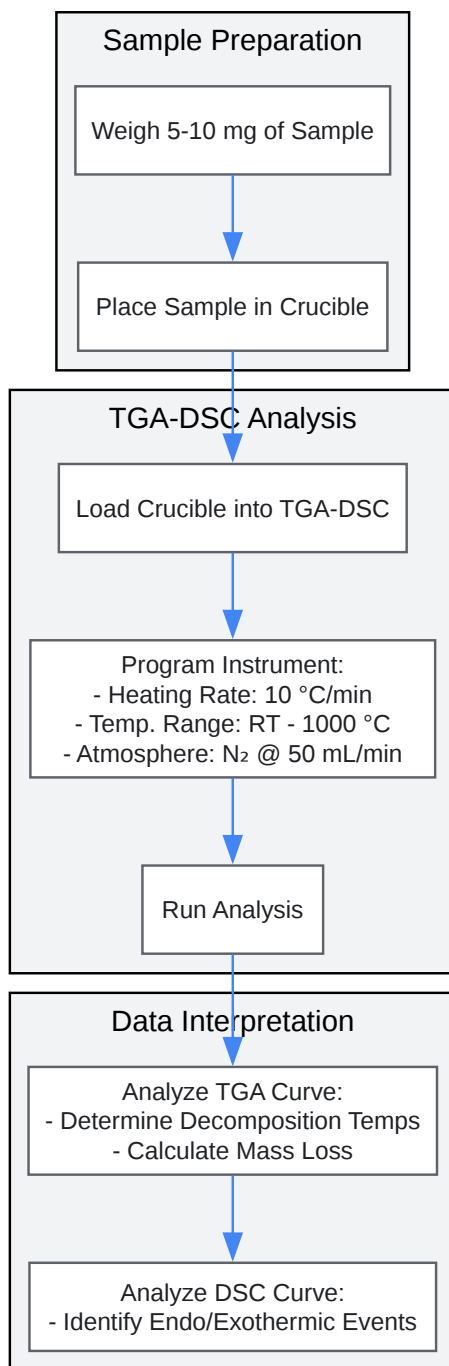 Sample Preparation
Weigh 5-10 mg of Sample
Place Sample in Crucible
TGA-DSC Analysis
Load Crucible into TGA-DSC
Program Instrument:
- Heating Rate: 10 °C/min
- Temp. Range: RT - 1000 °C
- Atmosphere: N₂ @ 50 mL/min
Run Analysis
Data Interpretation
Analyze TGA Curve:
- Determine Decomposition Temps
- Calculate Mass Loss
Analyze DSC Curve:
- Identify Endo/Exothermic Events